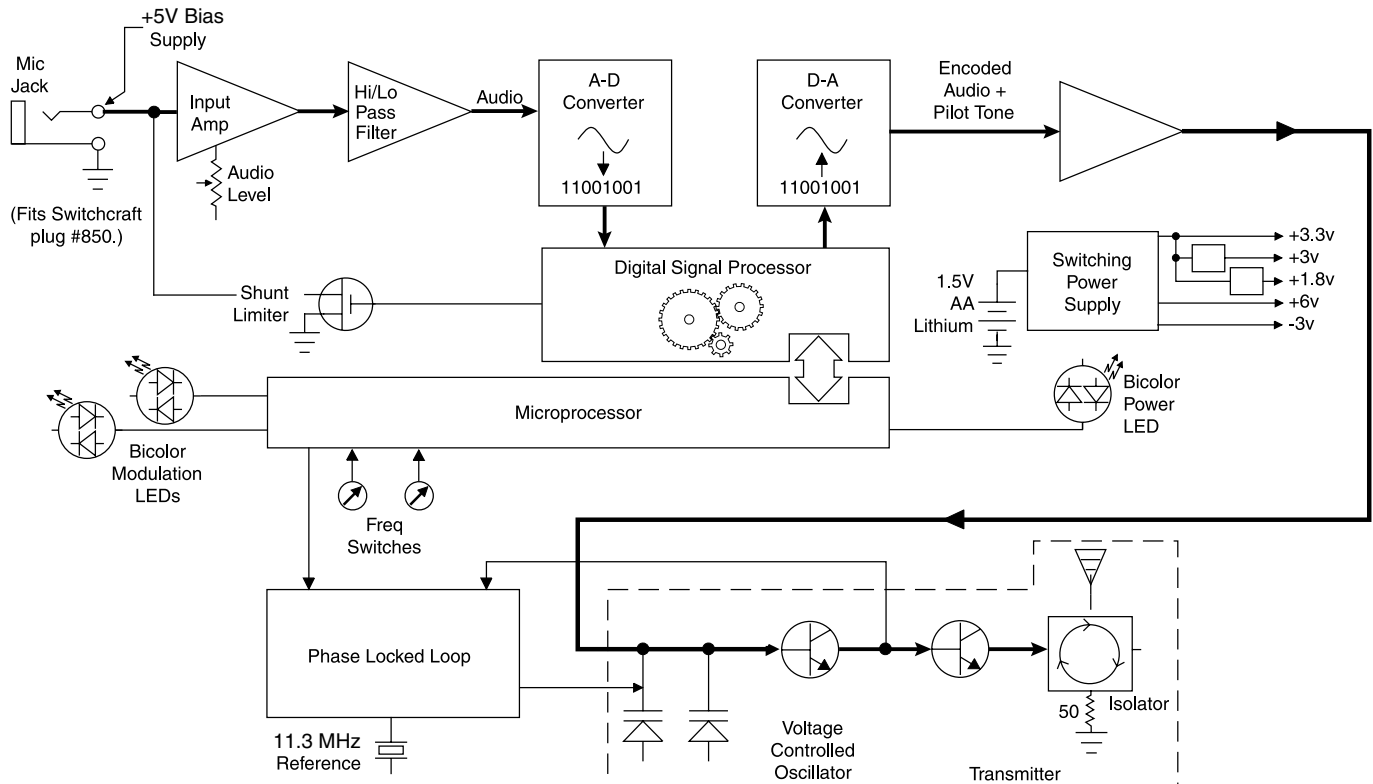 +5V Bias
Supply
Mic
Jack
Input
Amp
Hi/Lo
Pass
Filter
Audio
A-D
Converter
11001001
D-A
Converter
11001001
Encoded
Audio +
Pilot Tone
Audio
Level
(Fits Switchcraft
plug #850.)
Shunt
Limiter
Digital Signal Processor
1.5V
AA
Lithium
Switching
Power
Supply
+3.3v
+3v
+1.8v
+6v
-3v
Bicolor
Modulation
LEDs
Microprocessor
Bicolor
Power
LED
Freq
Switches
Phase Locked Loop
11.3 MHz
Reference
Voltage
Controlled
Oscillator
50
Isolator
Transmitter